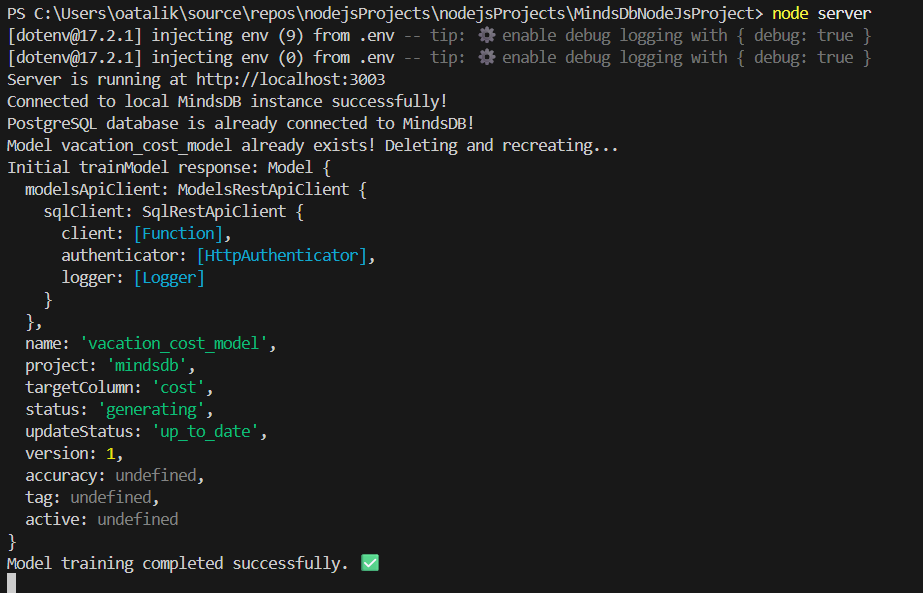 PS C:\Users\oatalik\source\repos\nodejsProjects\nodejsProjects\MindsDbNodeJsProject> node server
[dotenv@17.2.1] injecting env (9) from .env -- tip: ⚙️ enable debug logging with { debug: true }
[dotenv@17.2.1] injecting env (0) from .env -- tip: ⚙️ enable debug logging with { debug: true }
Server is running at http://localhost:3003
Connected to local MindsDB instance successfully!
PostgreSQL database is already connected to MindsDB!
Model vacation_cost_model already exists! Deleting and recreating...
Initial trainModel response: Model {
  modelsApiClient: ModelsRestApiClient {
    sqlClient: SqlRestApiClient {
      client: [Function],
      authenticator: [HttpAuthenticator],
      logger: [Logger]
    }
  },
  name: 'vacation_cost_model',
  project: 'mindsdb',
  targetColumn: 'cost',
  status: 'generating',
  updateStatus: 'up_to_date',
  version: 1,
  accuracy: undefined,
  tag: undefined,
  active: undefined
}
Model training completed successfully. ✅